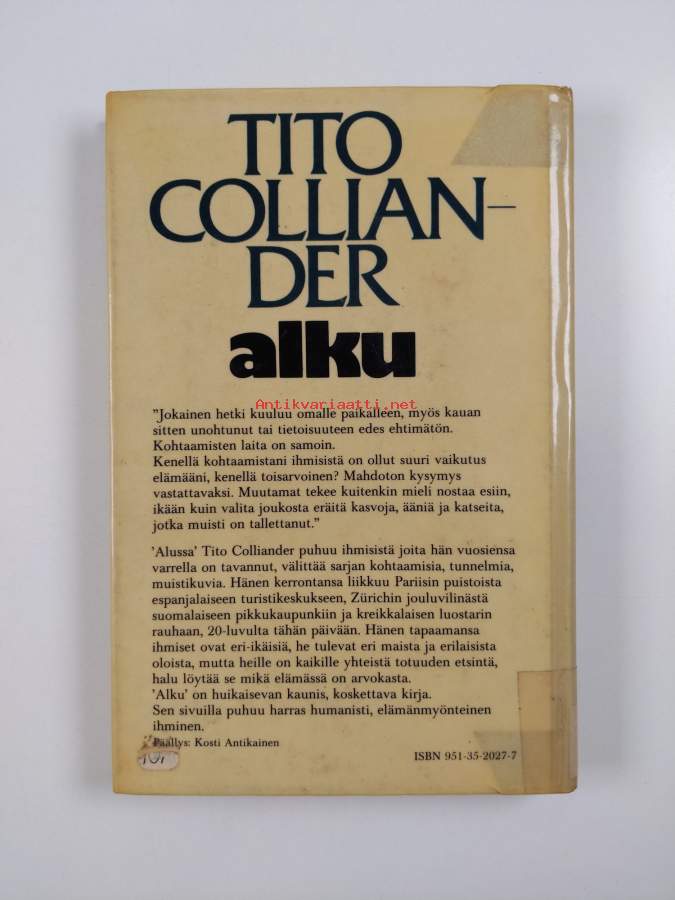 TITO
COLLIAN–
DER
alku
Antikvariaatti.net
”Jokainen hetki kuuluu omalle paikalleen, myös kauan
sitten unohtunut tai tietoisuuteen edes ehtimätön.
Kohtaamisten laita on samoin.
Kenellä kohtaamistani ihmisistä on ollut suuri vaikutus
elämääni, kenellä toisarvoinen? Mahdoton kysymys
vastattavaksi. Muutamat tekee kuitenkin mieli nostaa esiin,
ikään kuin valita joukosta eräitä kasvoja, ääniä ja katseita,
jotka muisti on tallettanut.”
’Alussa’ Tito Colliander puhuu ihmisistä joita hän vuosiensa
varrella on tavannut, välittää sarjan kohtaamisia, tunnelmia,
muistikuvia. Hänen kerrontansa liikkuu Pariisin puistoista
espanjalaiseen turistikeskukseen, Zürichin jouluvilinästä
suomalaiseen pikkukaupunkiin ja kreikkalaisen luostarin
rauhaan, 20-luvulta tähän päivään. Hänen tapaamansa
ihmiset ovat eri-ikäisiä, he tulevat eri maista ja erilaisista
oloista, mutta heille on kaikille yhteistä totuuden etsintä,
halu löytää se mikä elämässä on arvokasta.
’Alku’ on huikaisevan kaunis, koskettava kirja.
Sen sivuilla puhuu harras humanisti, elämänmyönteinen
ihminen.
Päällys: Kosti Antikainen
ISBN 951-35-2027-7